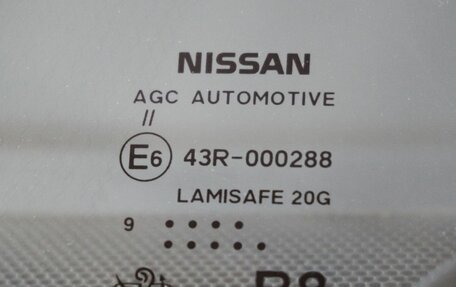 NISSAN
AGC AUTOMOTIVE
//
E6 43R-000288
LAMISAFE 20G
9 ••••
•••••